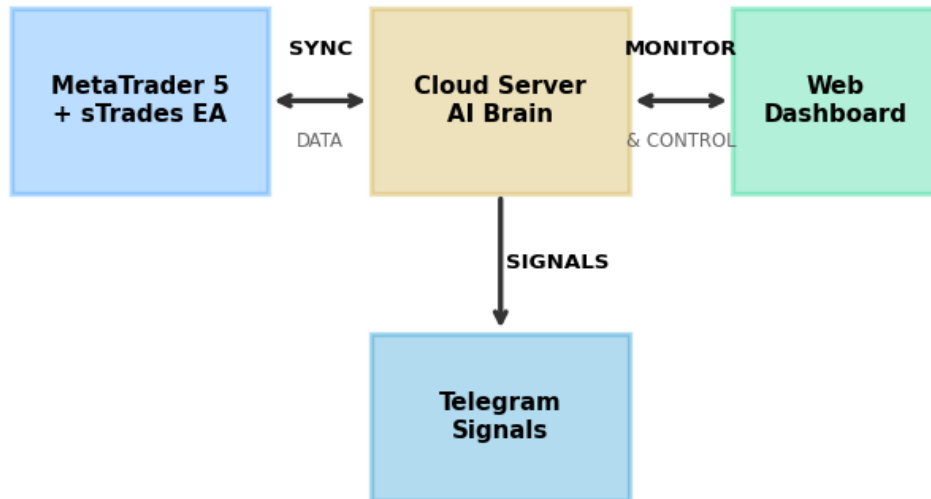 MetaTrader 5
+ sTrades EA
SYNC
DATA
Cloud Server
AI Brain
MONITOR
& CONTROL
Web
Dashboard
SIGNALS
Telegram
Signals